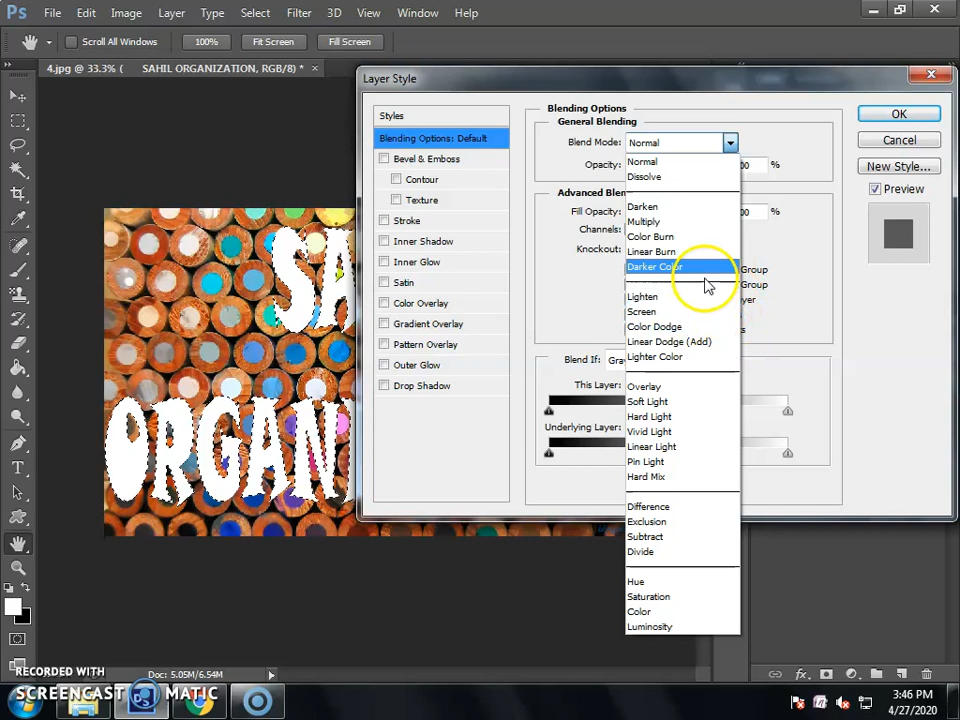 Ps File Edit Image Layer Type Select Filter 3D View Window Help
Scroll All Windows 100% Fit Screen Fill Screen
4.jpg @ 33.3% ( SAHIL ORGANIZATION, RGB/8) * ×
Layer Style
Styles
Blending Options: Default
Bevel & Emboss
Contour
Texture
Stroke
Inner Shadow
Inner Glow
Satin
Color Overlay
Gradient Overlay
Pattern Overlay
Outer Glow
Drop Shadow
Blending Options
General Blending
Blend Mode: Normal
Opacity: 00 %
Advanced Blen
Fill Opacity: 00 %
Channels:
Knockout:
Group
Group
Blend If: Gra
This Layer:
Underlying Layer:
Normal
Dissolve
Darken
Multiply
Color Burn
Linear Burn
Darker Color
Lighten
Screen
Color Dodge
Linear Dodge (Add)
Lighter Color
Overlay
Soft Light
Hard Light
Vivid Light
Linear Light
Pin Light
Hard Mix
Difference
Exclusion
Subtract
Divide
Hue
Saturation
Color
Luminosity
OK
Cancel
New Style...
Preview
SA
ORGANI
Doc: 5.05M/6.54M
RECORDED WITH
SCREENCAST MATIC
3:46 PM
4/27/2020